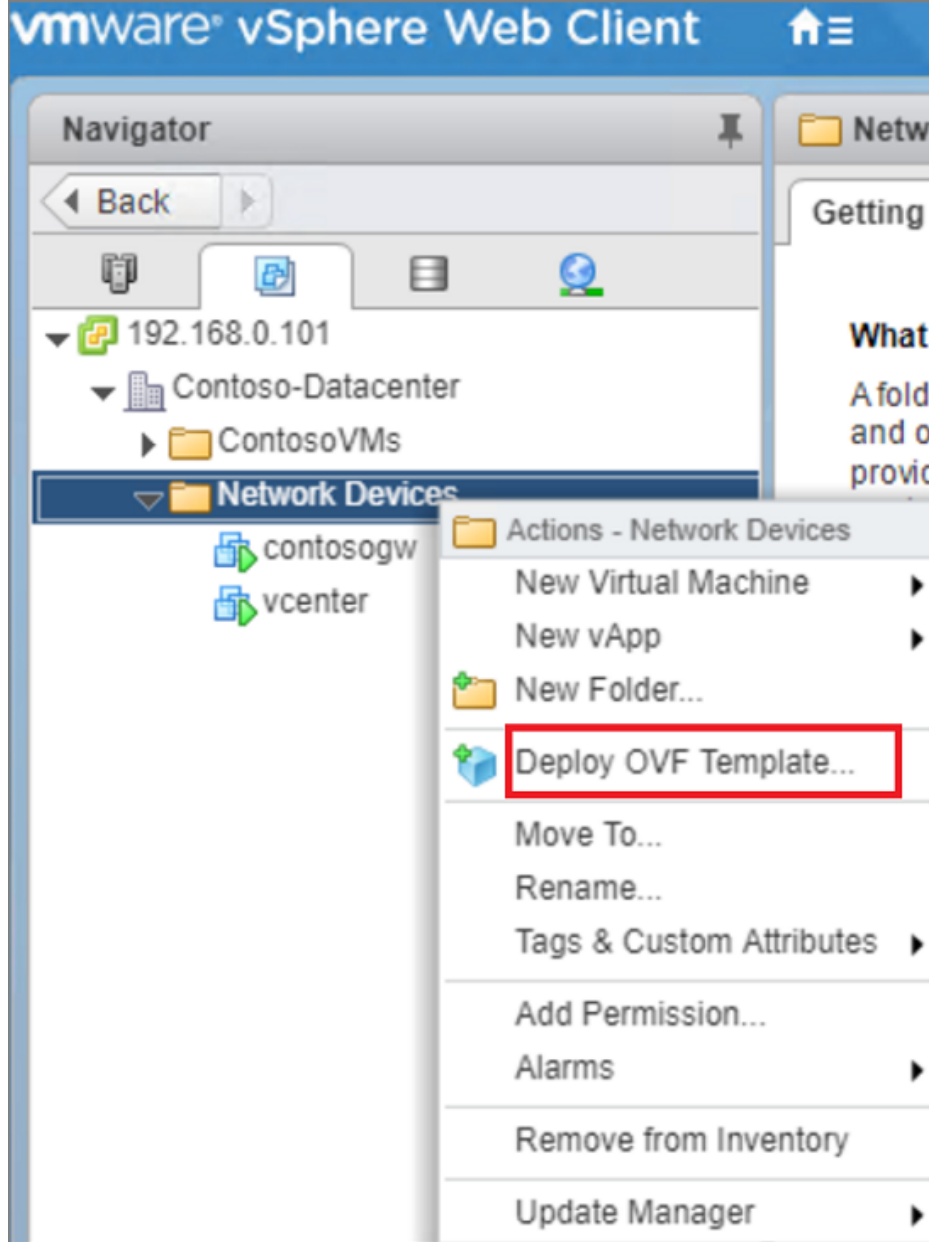 vmware® vSphere Web Client
Navigator
Back
Getting
192.168.0.101
Contoso-Datacenter
ContosoVMs
Network Devices
contosogw
vcenter
What
A
and
Actions - Network Devices
New Virtual Machine
New vApp
New Folder...
Deploy OVF Template...
Move To...
Rename...
Tags & Custom Attributes
Add Permission...
Alarms
Remove from Inventory
Update Manager